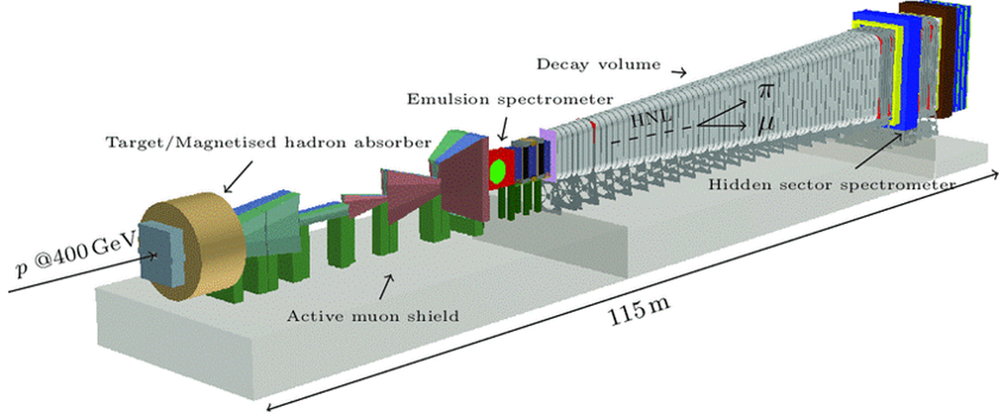 Decay volume
π
Emulsion spectrometer
HNL
μ
Target/Magnetised hadron absorber
Hidden sector spectrometer
p @400 GeV
Active muon shield
115 m